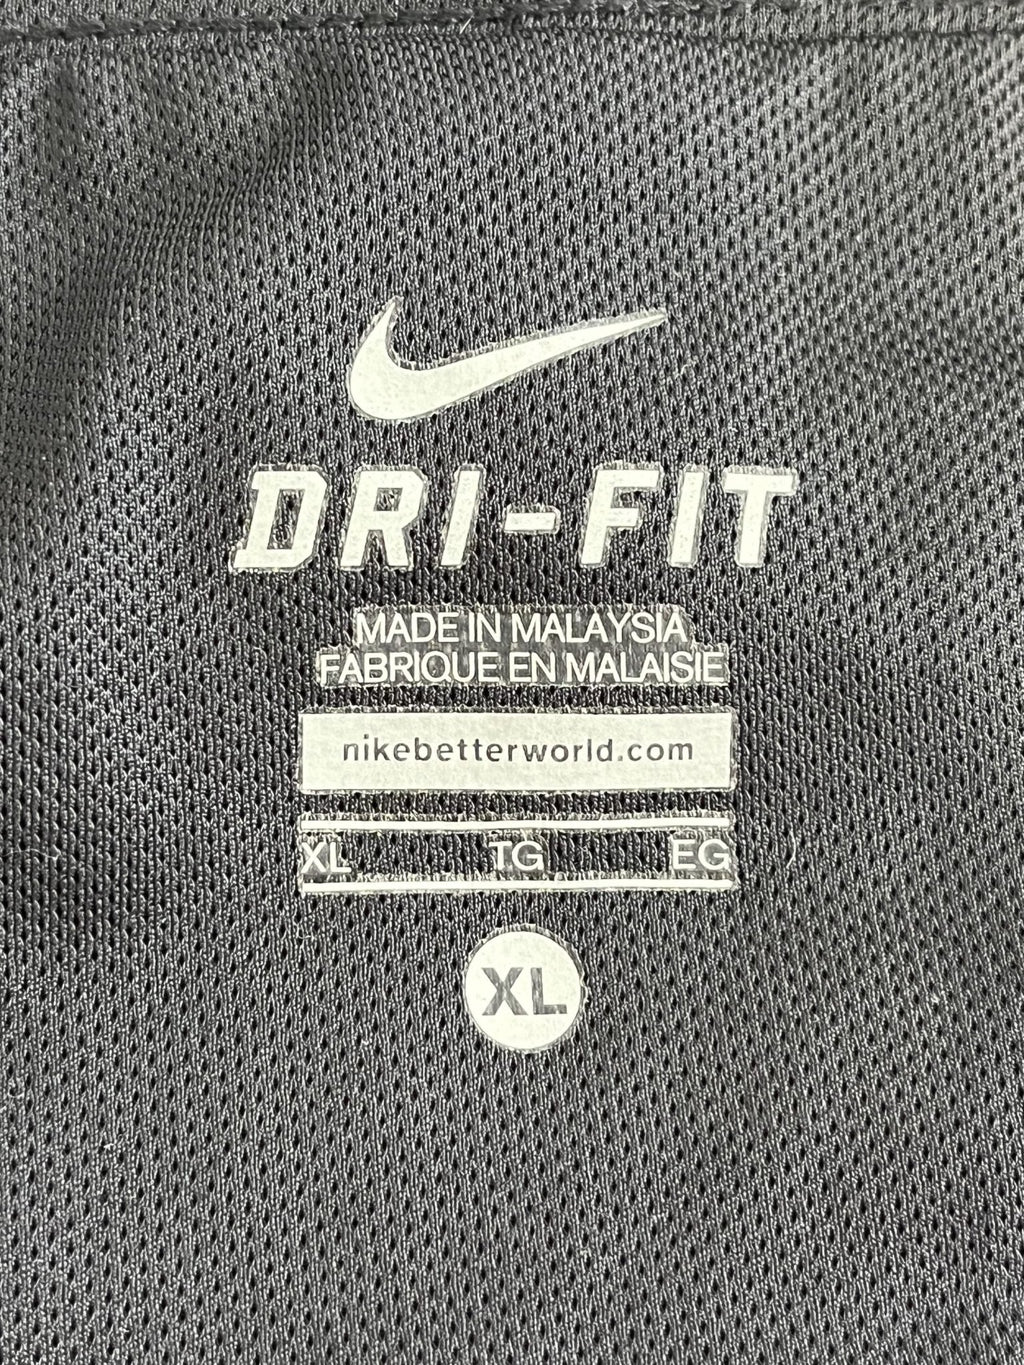 DRI-FIT
MADE IN MALAYSIA
FABRIQUE EN MALAISIE
nikebetterworld.com
XL TG EG
XL